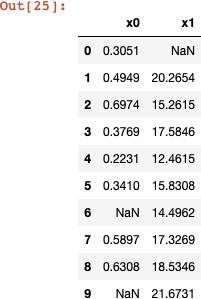 Out[25]:
x0 x1
0 0.3051 NaN
1 0.4949 20.2654
2 0.6974 15.2615
3 0.3769 17.5846
4 0.2231 12.4615
5 0.3410 15.8308
6 NaN 14.4962
7 0.5897 17.3269
8 0.6308 18.5346
9 NaN 21.6731